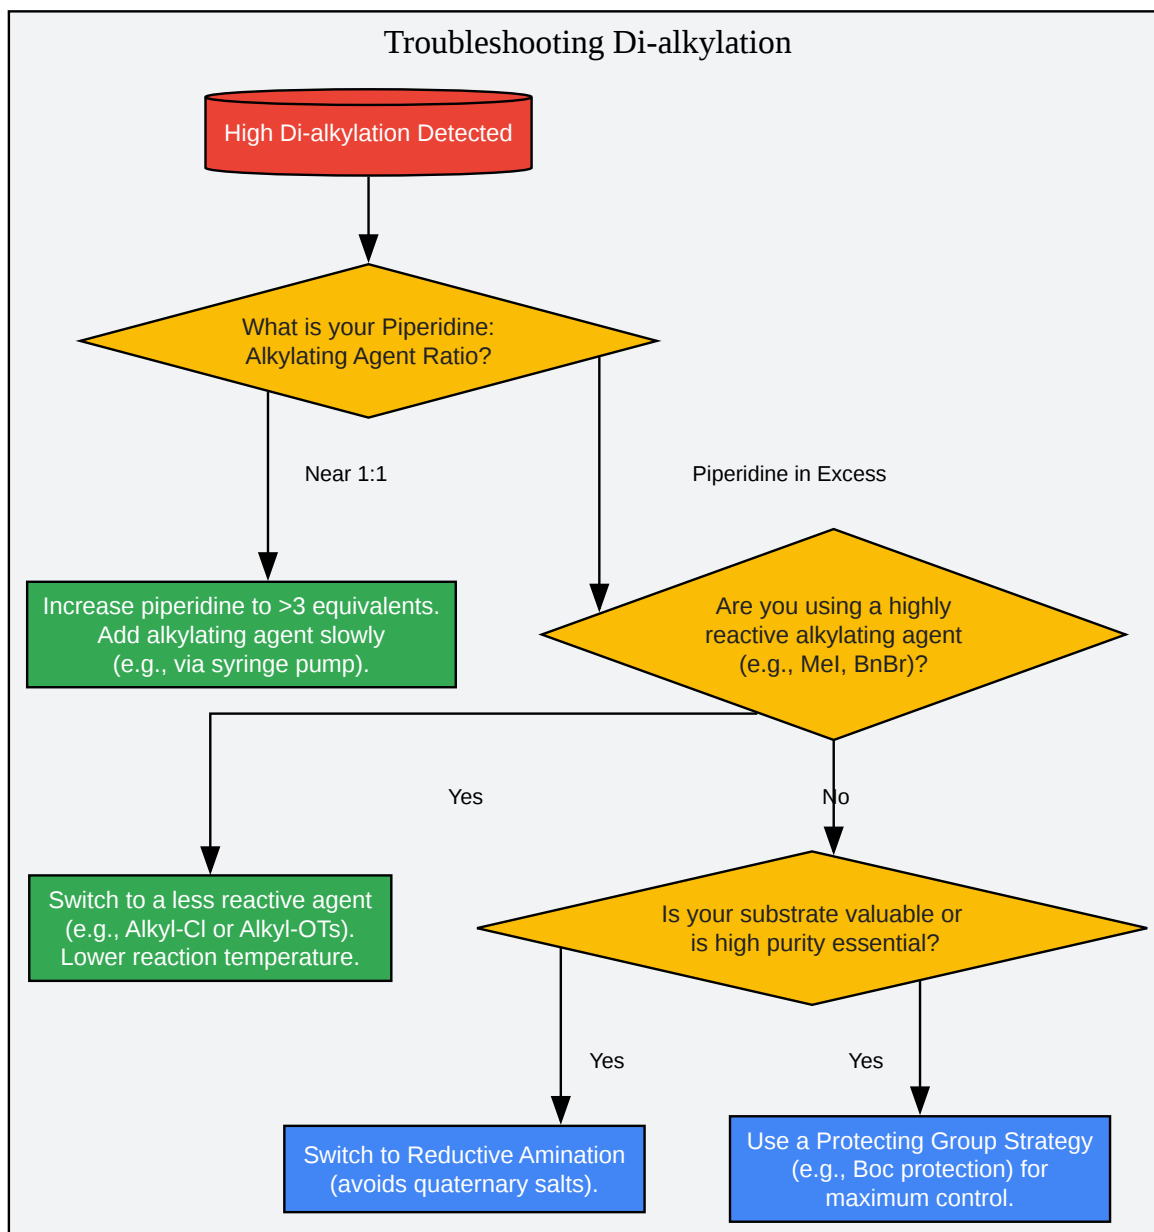 Troubleshooting Di-alkylation
High Di-alkylation Detected
What is your Piperidine:
Alkylating Agent Ratio?
Near 1:1
Piperidine in Excess
Increase piperidine to >3 equivalents.
Add alkylating agent slowly
(e.g., via syringe pump).
Are you using a highly
reactive alkylating agent
(e.g., MeI, BnBr)?
Yes
No
Switch to a less reactive agent
(e.g., Alkyl-Cl or Alkyl-OTs).
Lower reaction temperature.
Is your substrate valuable or
is high purity essential?
Yes
Yes
Switch to Reductive Amination
(avoids quaternary salts).
Use a Protecting Group Strategy
(e.g., Boc protection) for
maximum control.